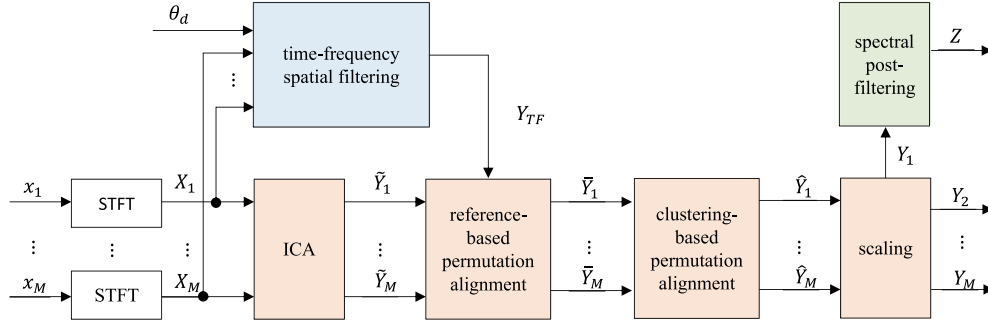 θ_d
time-frequency
spatial filtering
⋯
Y_TF
spectral
post-
filtering
Z
x_1
STFT
X_1
ICA
Ỹ_1
reference-
based
permutation
alignment
Ȳ_1
clustering-
based
permutation
alignment
Ŷ_1
scaling
Y_1
Y_2
⋯
x_M
STFT
X_M
Ỹ_M
Ȳ_M
Ŷ_M
Y_M